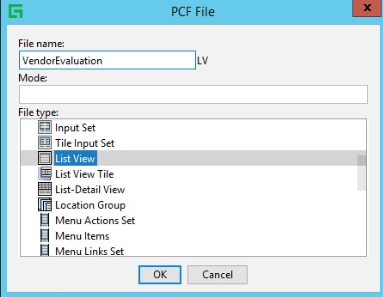 PCF File
x
File name:
VendorEvaluation LV
Mode:
File type:
Input Set
Tile Input Set
List View
List View Tile
List-Detail View
Location Group
Menu Actions Set
Menu Items
Menu Links Set
OK Cancel